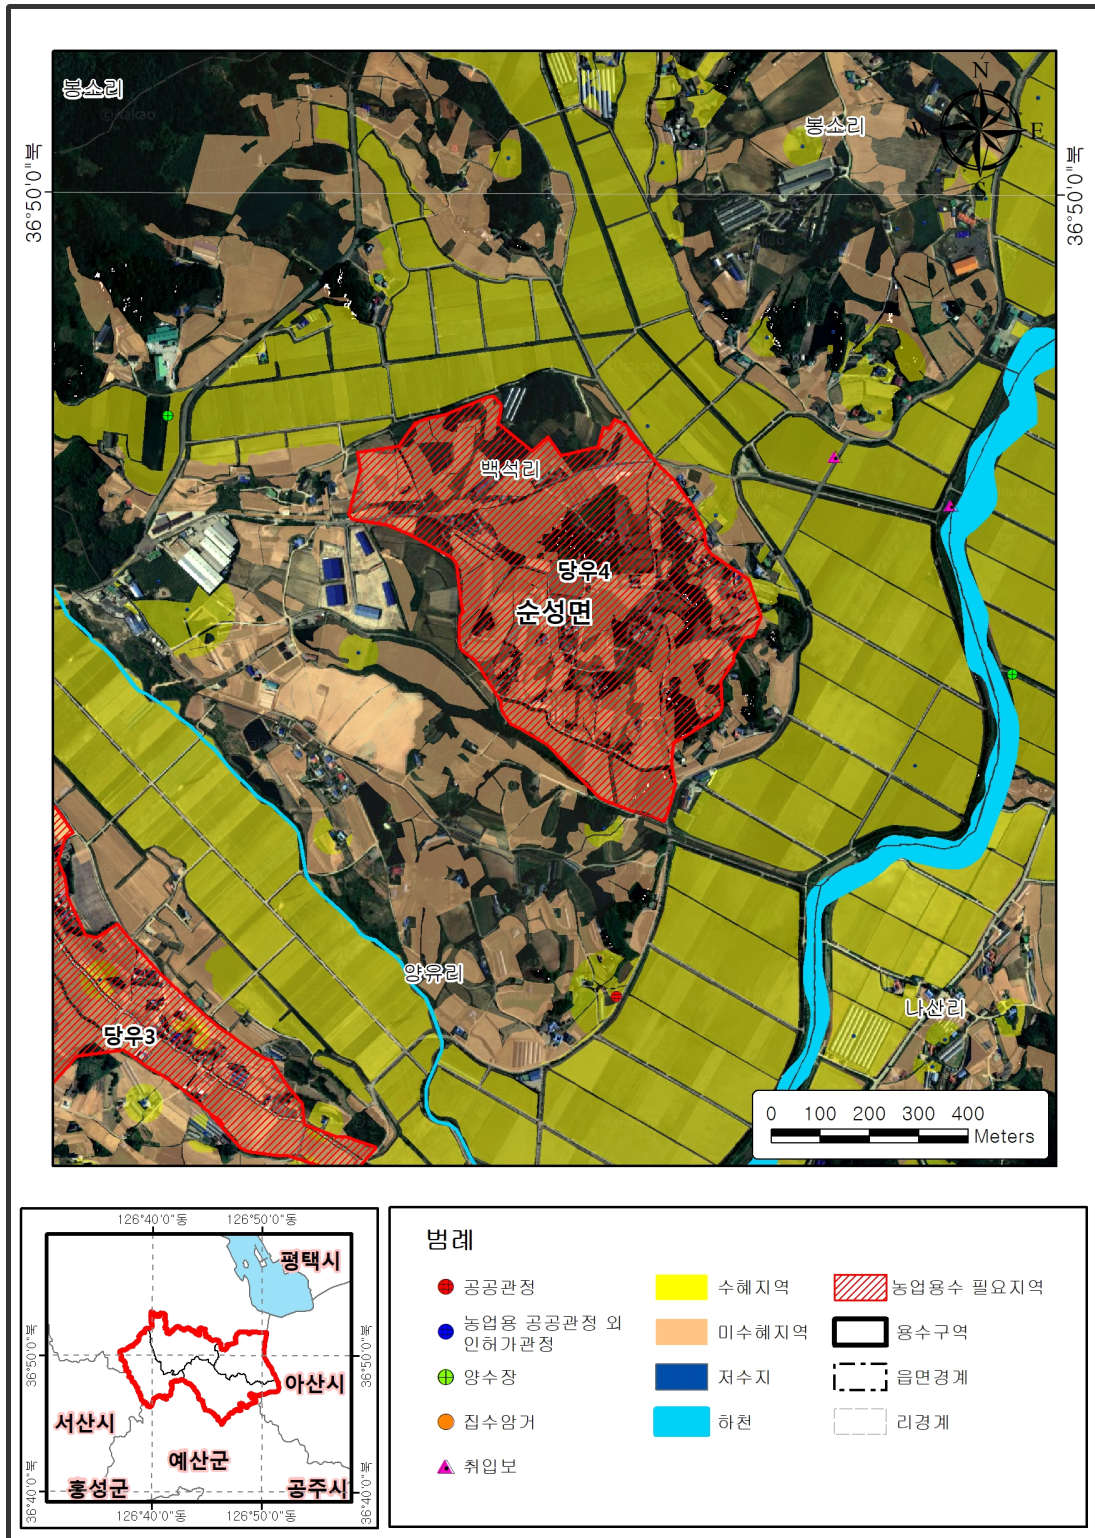 봉소리
봉소리
N
W
E
S
36°50'0"북
36°50'0"북
© kakao
백석리
당우4
순성면
양유리
나산리
당우3
0 100 200 300 400
Meters
126°40'0"동 126°50'0"동
평택시
36°50'0"북
36°50'0"북
아산시
서산시
예산군
홍성군
공주시
36°40'0"북
36°40'0"북
126°40'0"동 126°50'0"동
범례
공공관정
농업용 공공관정 외
인허가관정
양수장
집수암거
취입보
수혜지역
미수혜지역
저수지
하천
농업용수 필요지역
용수구역
읍면경계
리경계